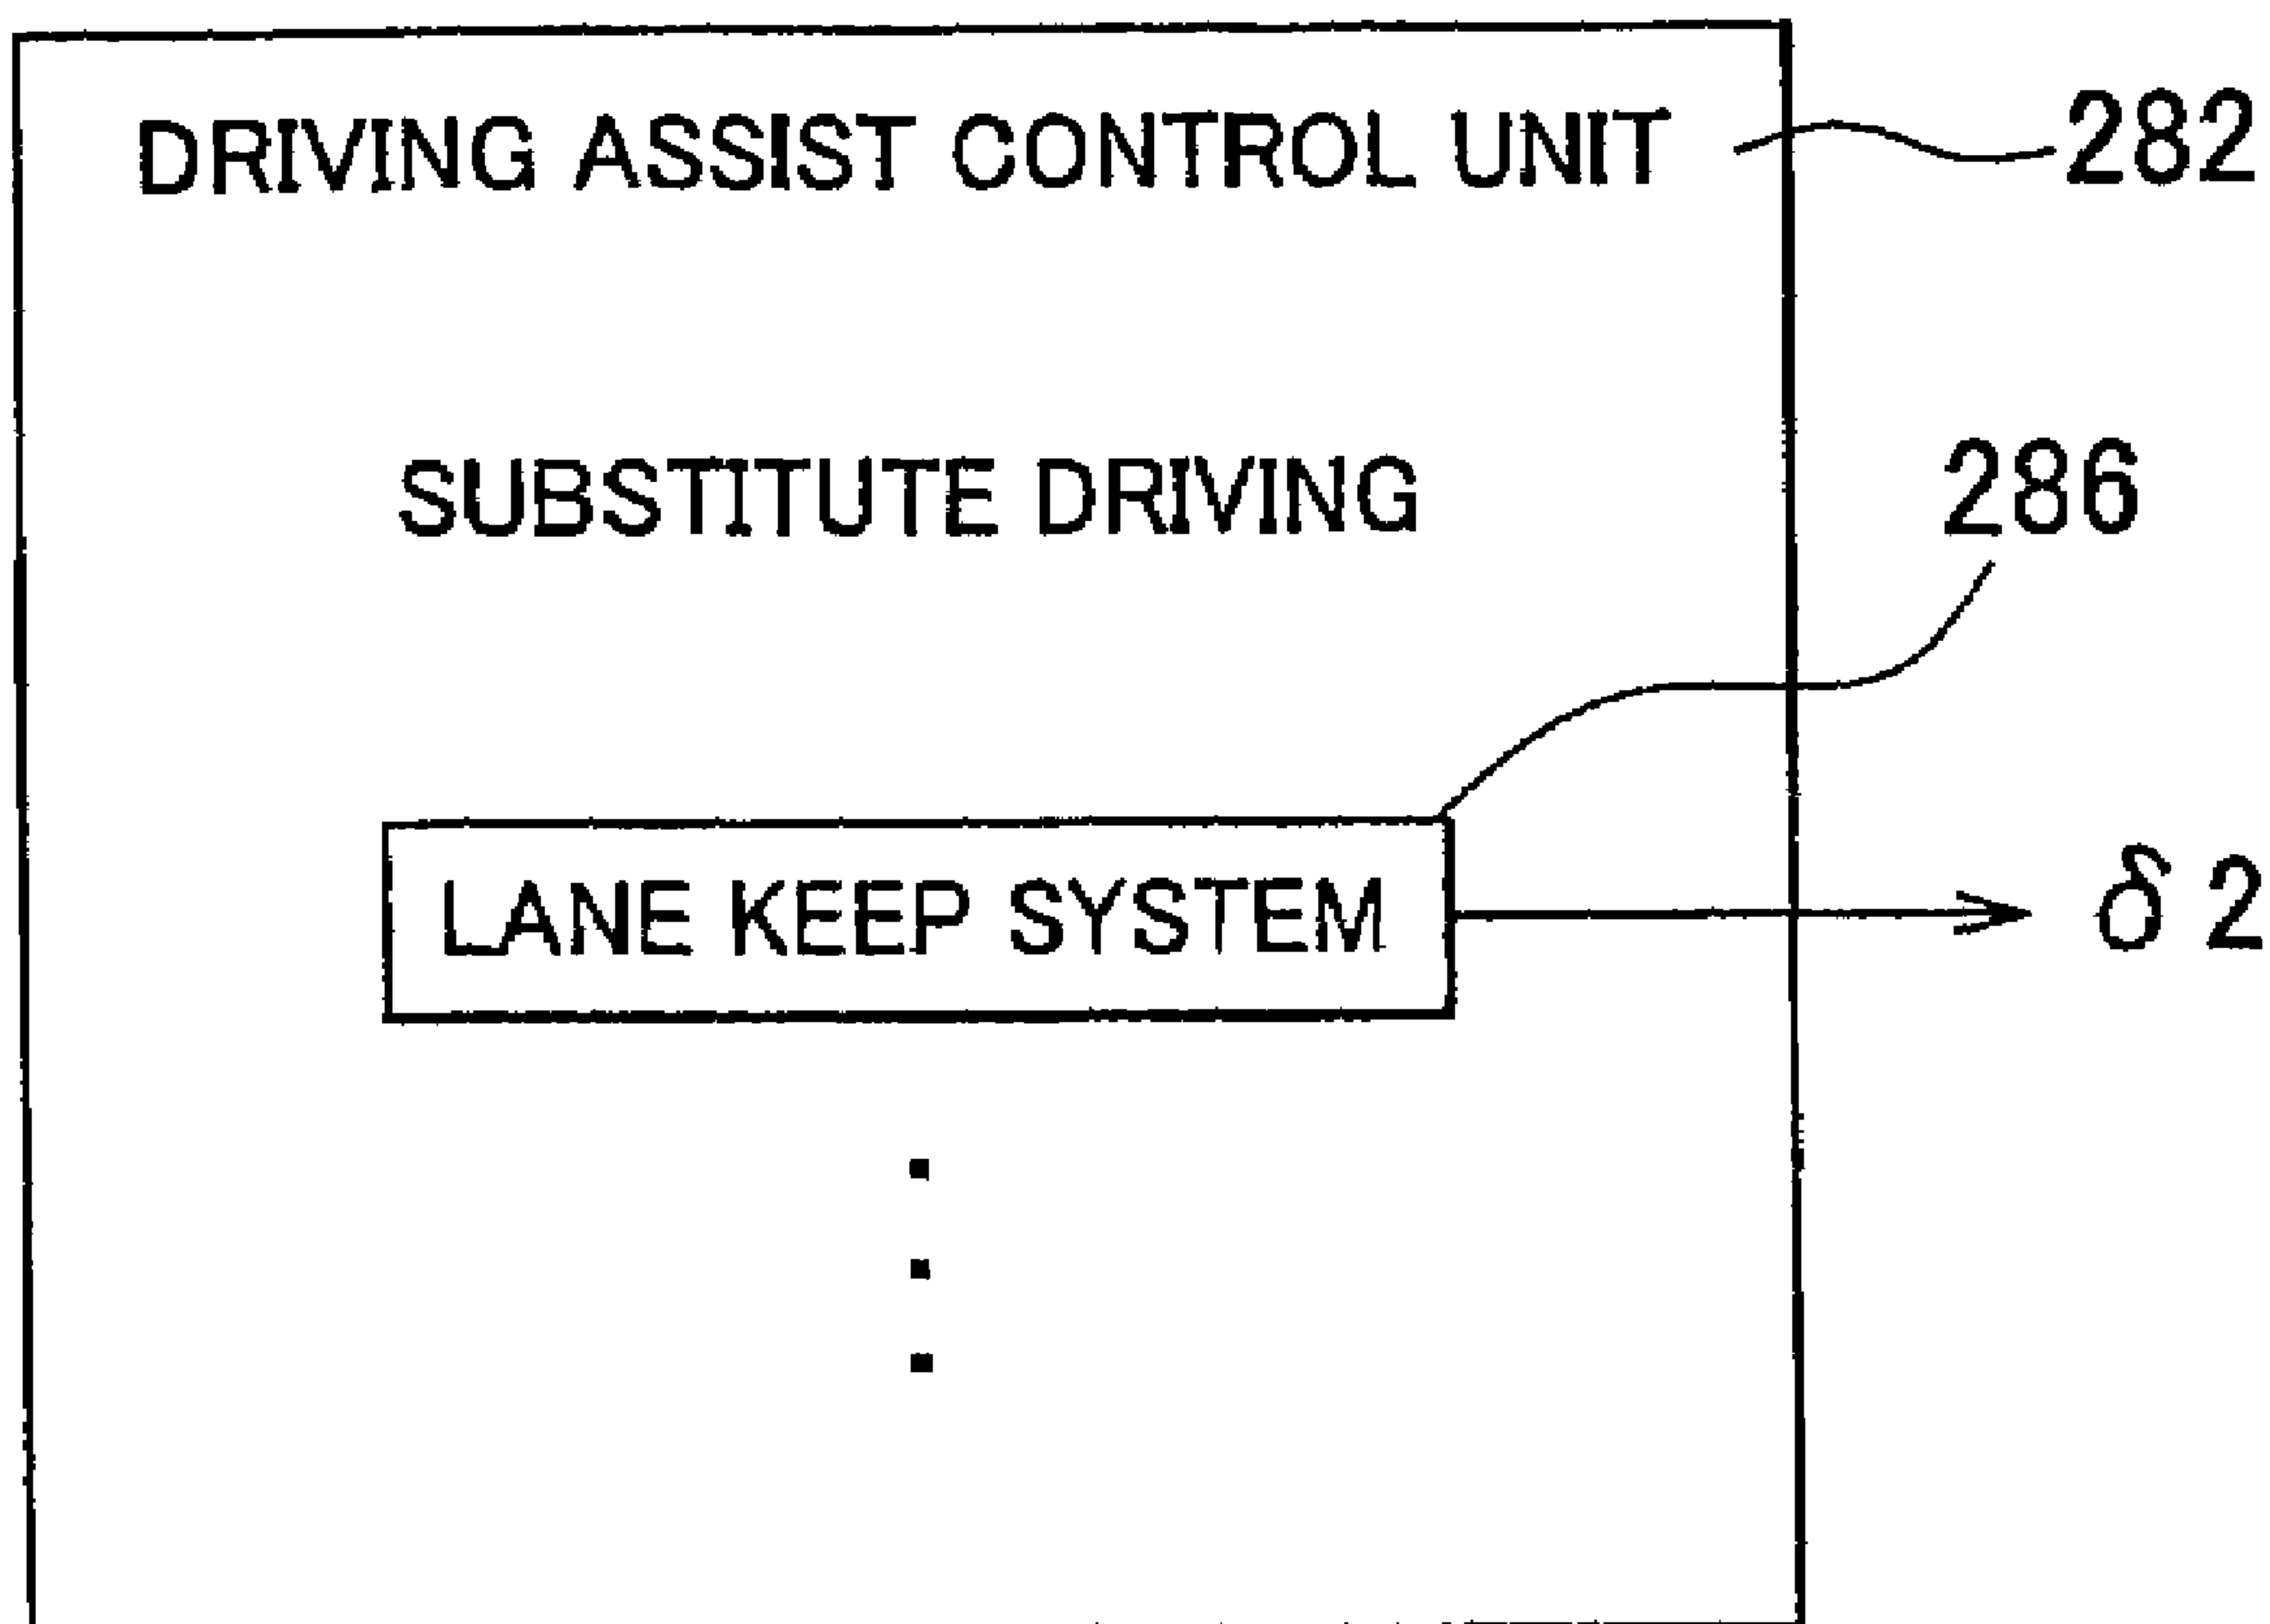 DRIVING ASSIST CONTROL UNIT 282
SUBSTITUTE DRIVING 286
LANE KEEP SYSTEM δ2